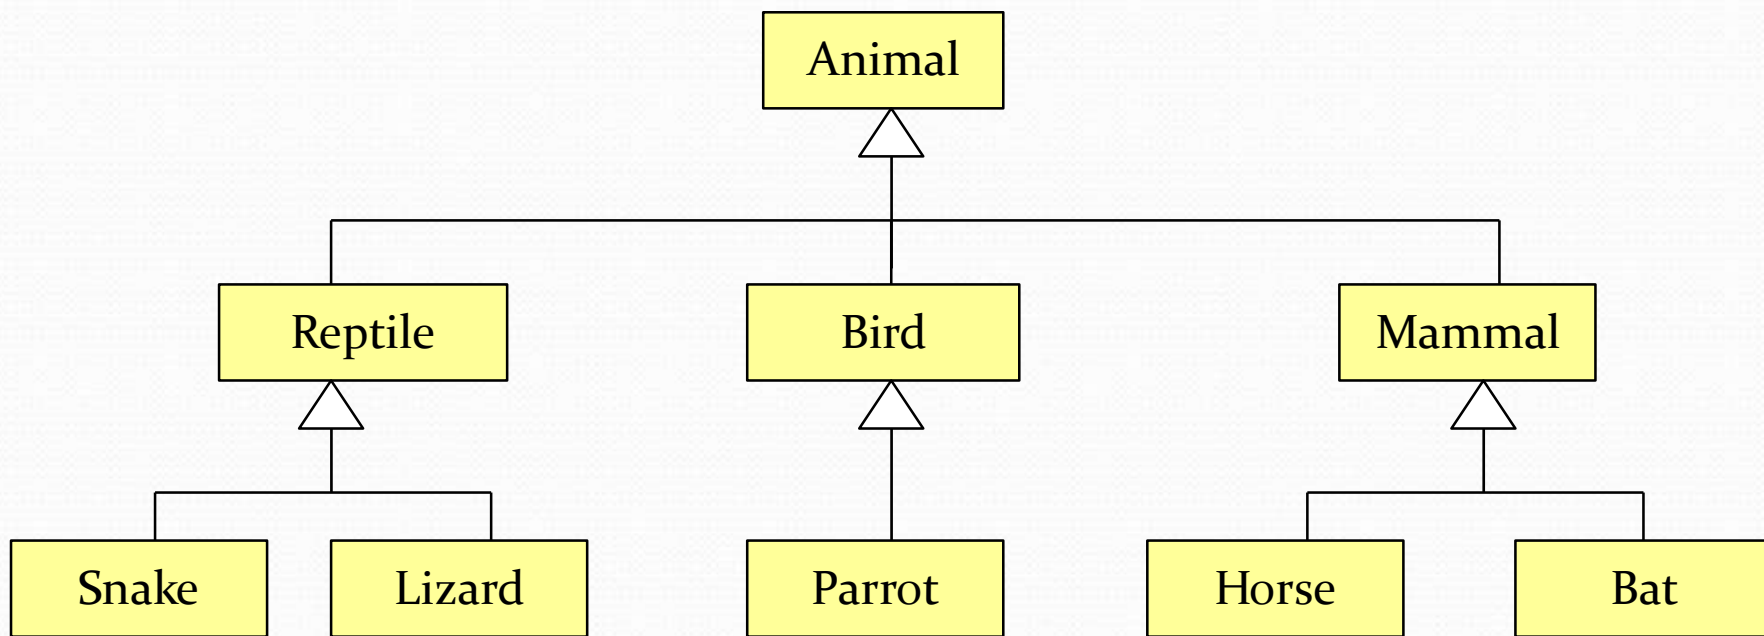 Animal
Reptile
Bird
Mammal
Snake
Lizard
Parrot
Horse
Bat